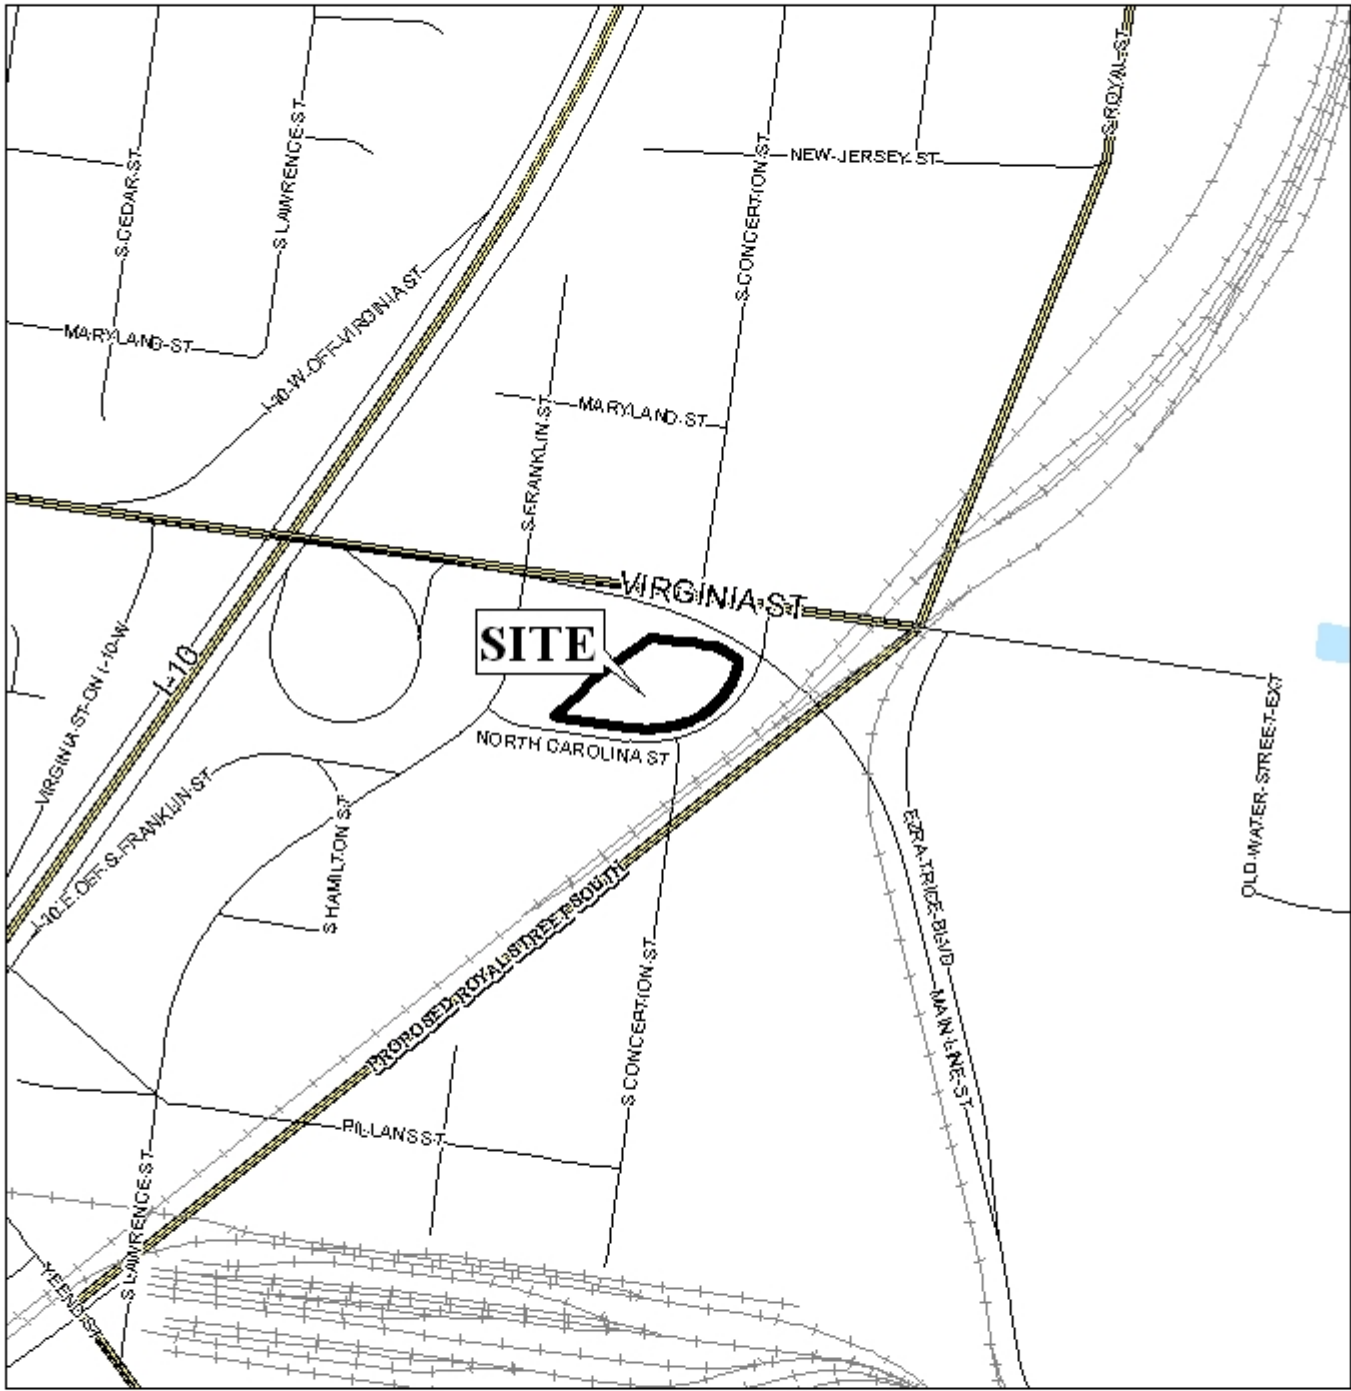 S ROYAL ST
S LAWRENCE ST
S CEDAR ST
NEW JERSEY ST
S CONCEPTION ST
I-10 W OFF VIRGINIA ST
MARYLAND ST
MARYLAND ST
S FRANKLIN ST
VIRGINIA ST
SITE
I-10
VIRGINIA ST ON I-10 W
NORTH CAROLINA ST
OLD WATER STREET EXT
I-10 E OFF S FRANKLIN ST
S HAMILTON ST
EZRA TRICE BLVD
PROPOSED ROYAL STREET SOUTH
S CONCEPTION ST
MAIN LINE ST
PILLANS ST
S LAWRENCE ST
YEEND ST